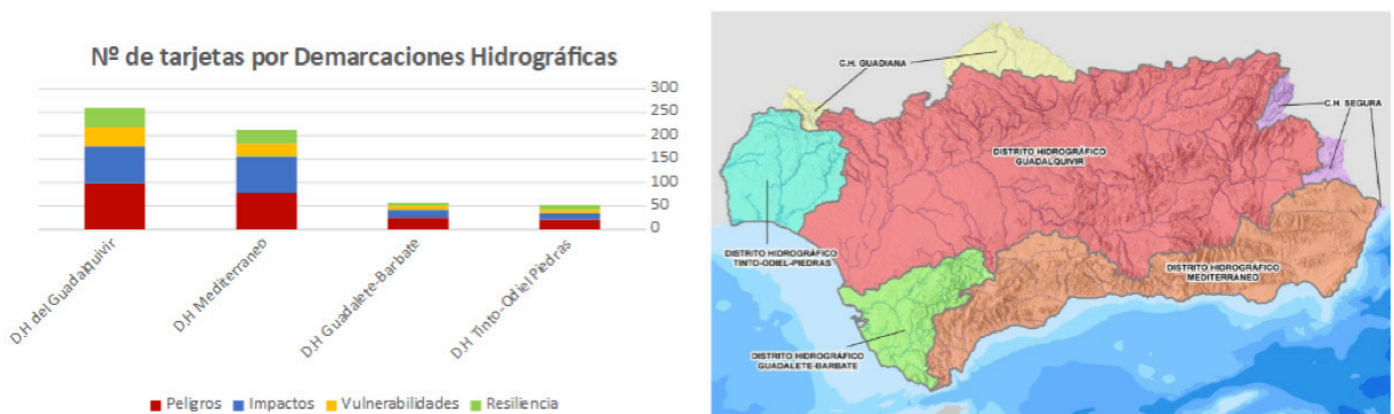 Nº de tarjetas por Demarcaciones Hidrográficas
300
250
200
150
100
50
0
D.H del Guadalquivir
D.H Mediterraneo
D.H Guadalete-Barbate
D.H Tinto-Odiel Piedras
Peligros Impactos Vulnerabilidades Resiliencia
C.H. GUADIANA
C.H. SEGURA
DISTRITO HIDROGRÁFICO
GUADALQUIVIR
DISTRITO HIDROGRÁFICO
TINTO-ODIEL-PIEDRAS
DISTRITO HIDROGRÁFICO
MEDITERRÁNEO
DISTRITO HIDROGRÁFICO
GUADALETE-BARBATE